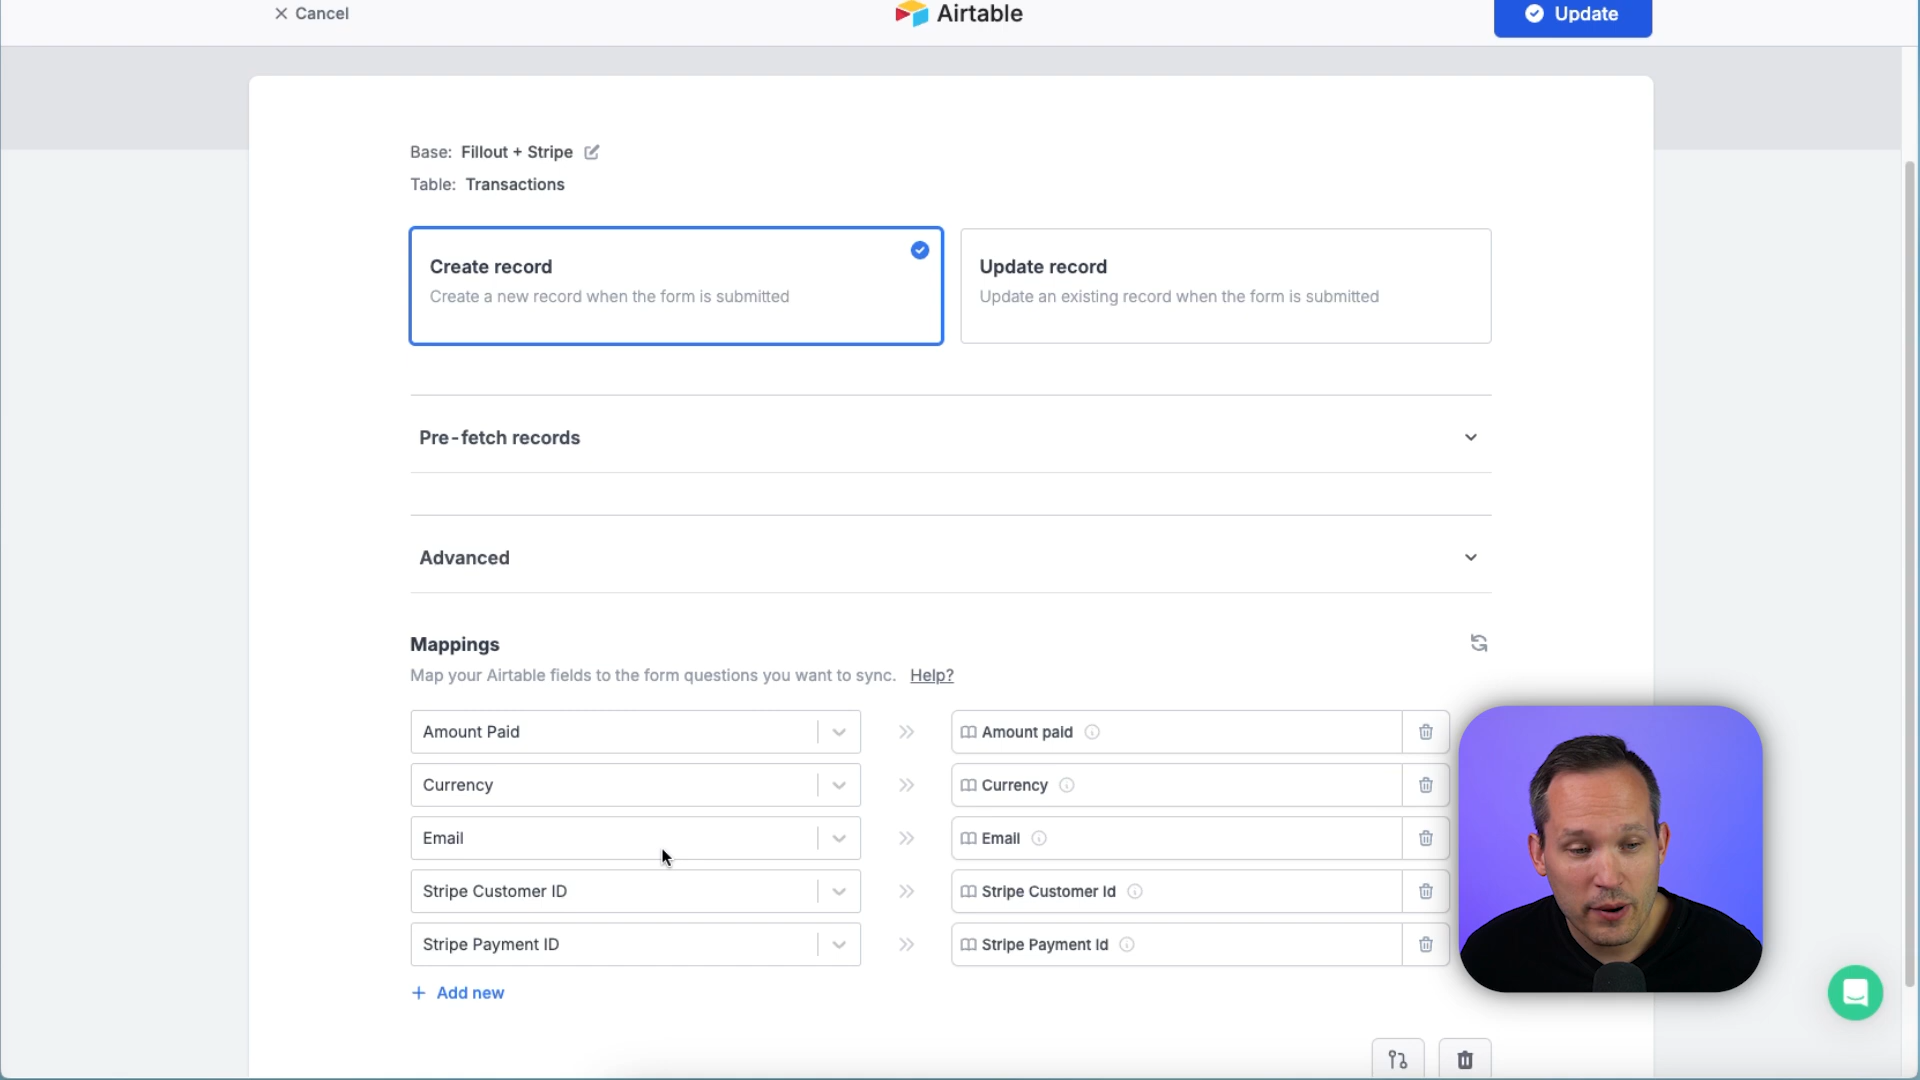 Cancel
Airtable
Update
Base: Fillout + Stripe
Table: Transactions
Create record
Create a new record when the form is submitted
Update record
Update an existing record when the form is submitted
Pre-fetch records
Advanced
Mappings
Map your Airtable fields to the form questions you want to sync. Help?
Amount Paid
Amount paid
Currency
Currency
Email
Email
Stripe Customer ID
Stripe Customer Id
Stripe Payment ID
Stripe Payment Id
+ Add new